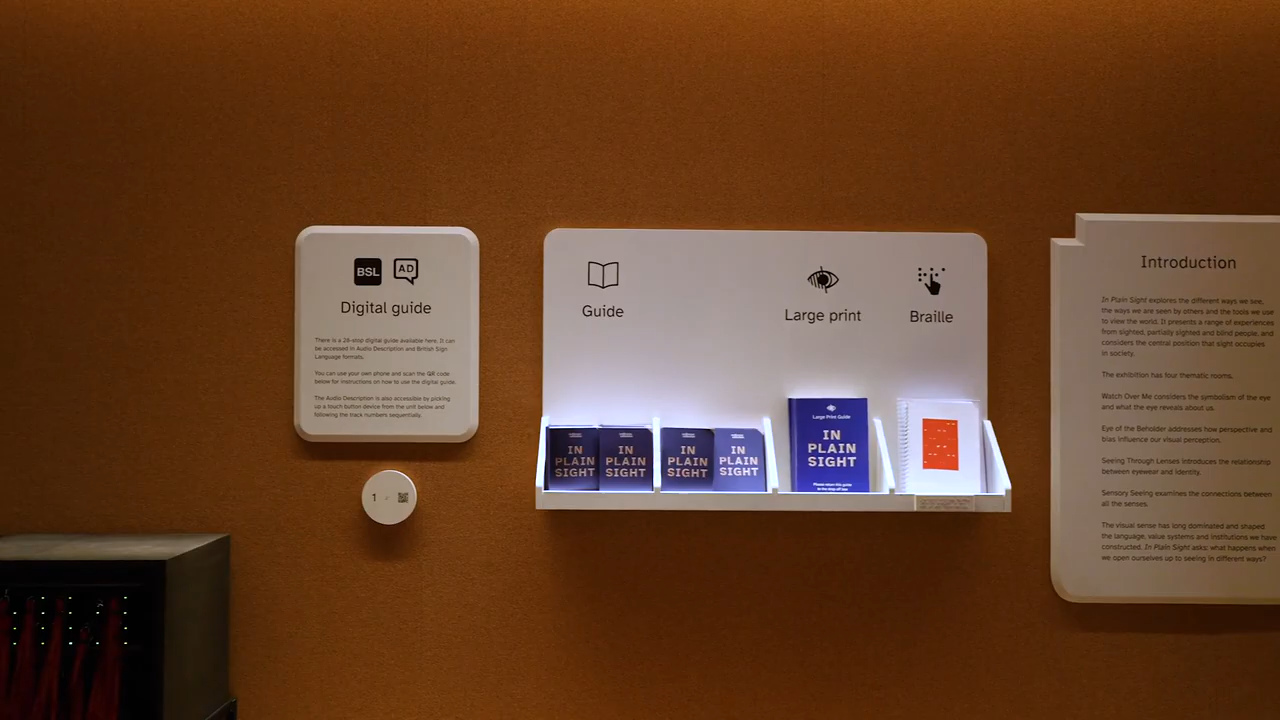 BSL AD
Digital guide
There is a 26-stop digital guide available here. It can
be accessed in Audio Description and British Sign
Language formats.
You can use your own phone and scan the QR code
below for instructions on how to use the digital guide.
The Audio Description is also accessible by picking
up a touch button device from the unit below and
following the track numbers sequentially.
1
Guide
Large print
Braille
IN
PLAIN
SIGHT
IN
PLAIN
SIGHT
IN
PLAIN
SIGHT
IN
PLAIN
SIGHT
Large Print Guide
IN
PLAIN
SIGHT
Please return this guide
to the drop off box
Introduction
In Plain Sight explores the different ways we see,
the ways we are seen by others and the tools we use
to view the world. It presents a range of experiences
from sighted, partially sighted and blind people, and
considers the central position that sight occupies
in society.
The exhibition has four thematic rooms.
Watch Over Me considers the symbolism of the eye
and what the eye reveals about us.
Eye of the Beholder addresses how perspective and
bias influence our visual perception.
Seeing Through Lenses introduces the relationship
between eyewear and identity.
Sensory Seeing examines the connections between
all the senses.
The visual sense has long dominated and shaped
the language, value systems and institutions we have
constructed. In Plain Sight asks: what happens when
we open ourselves up to seeing in different ways?